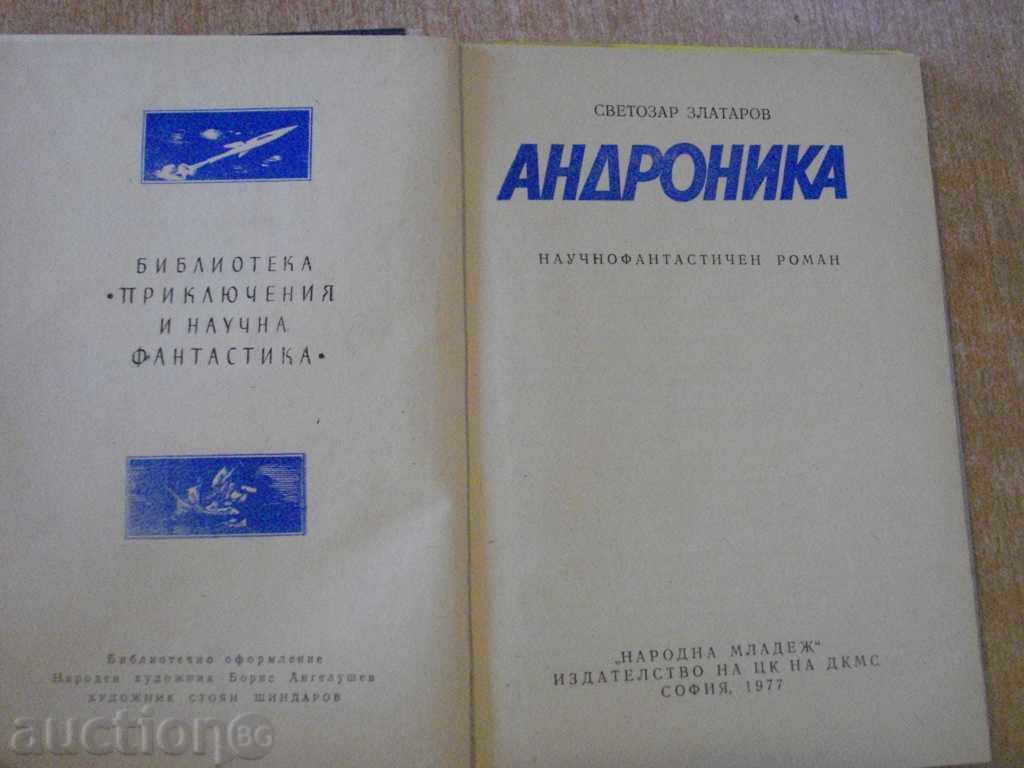 БИБЛИОТЕКА
•ПРИКЛЮЧЕНИЯ
И НАУЧНА
ФАНТАСТИКА•
Библиотечно оформление
Народен художник Борис Ангелушев
ХУДОЖНИК СТОЯН ШИНДАРОВ
СВЕТОЗАР ЗЛАТАРОВ
АНДРОНИКА
НАУЧНОФАНТАСТИЧЕН РОМАН
„НАРОДНА МЛАДЕЖ“
ИЗДАТЕЛСТВО НА ЦК НА ДКМС
СОФИЯ, 1977
auction BG